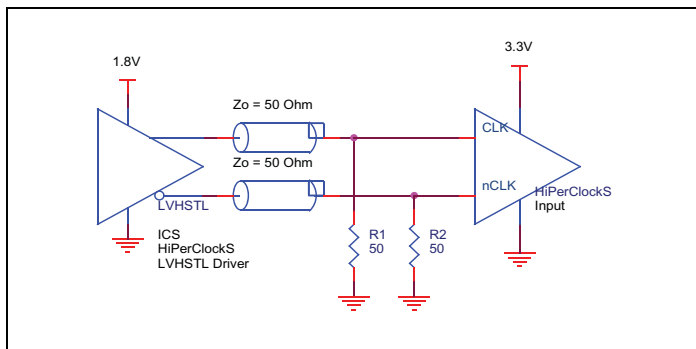 1.8V
3.3V
Zo = 50 Ohm
CLK
Zo = 50 Ohm
nCLK
HiPerClockS
Input
LVHSTL
ICS
HiPerClockS
LVHSTL Driver
R1
50
R2
50